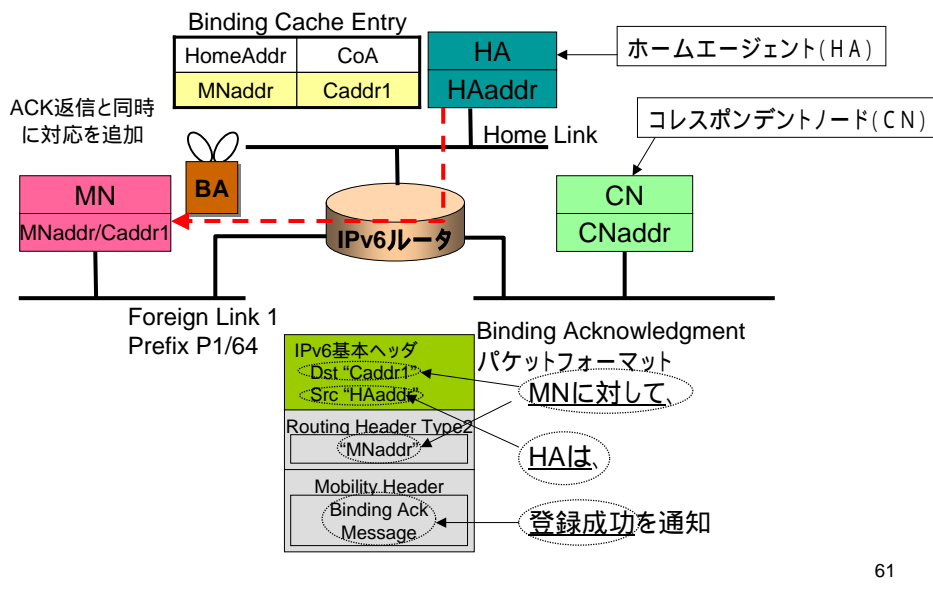 Binding Cache Entry
HomeAddr CoA
MNaddr Caddr1
HA
HAaddr
ホームエージェント(HA)
ACK返信と同時
に対応を追加
Home Link
コレスポンデントノード(CN)
BA
MN
MNaddr/Caddr1
IPv6ルータ
CN
CNaddr
Foreign Link 1
Prefix P1/64
Binding Acknowledgment
パケットフォーマット
IPv6基本ヘッダ
Dst “Caddr1”
Src “HAaddr”
MNに対して、
Routing Header Type2
“MNaddr”
HAは、
Mobility Header
Binding Ack
Message
登録成功を通知
61